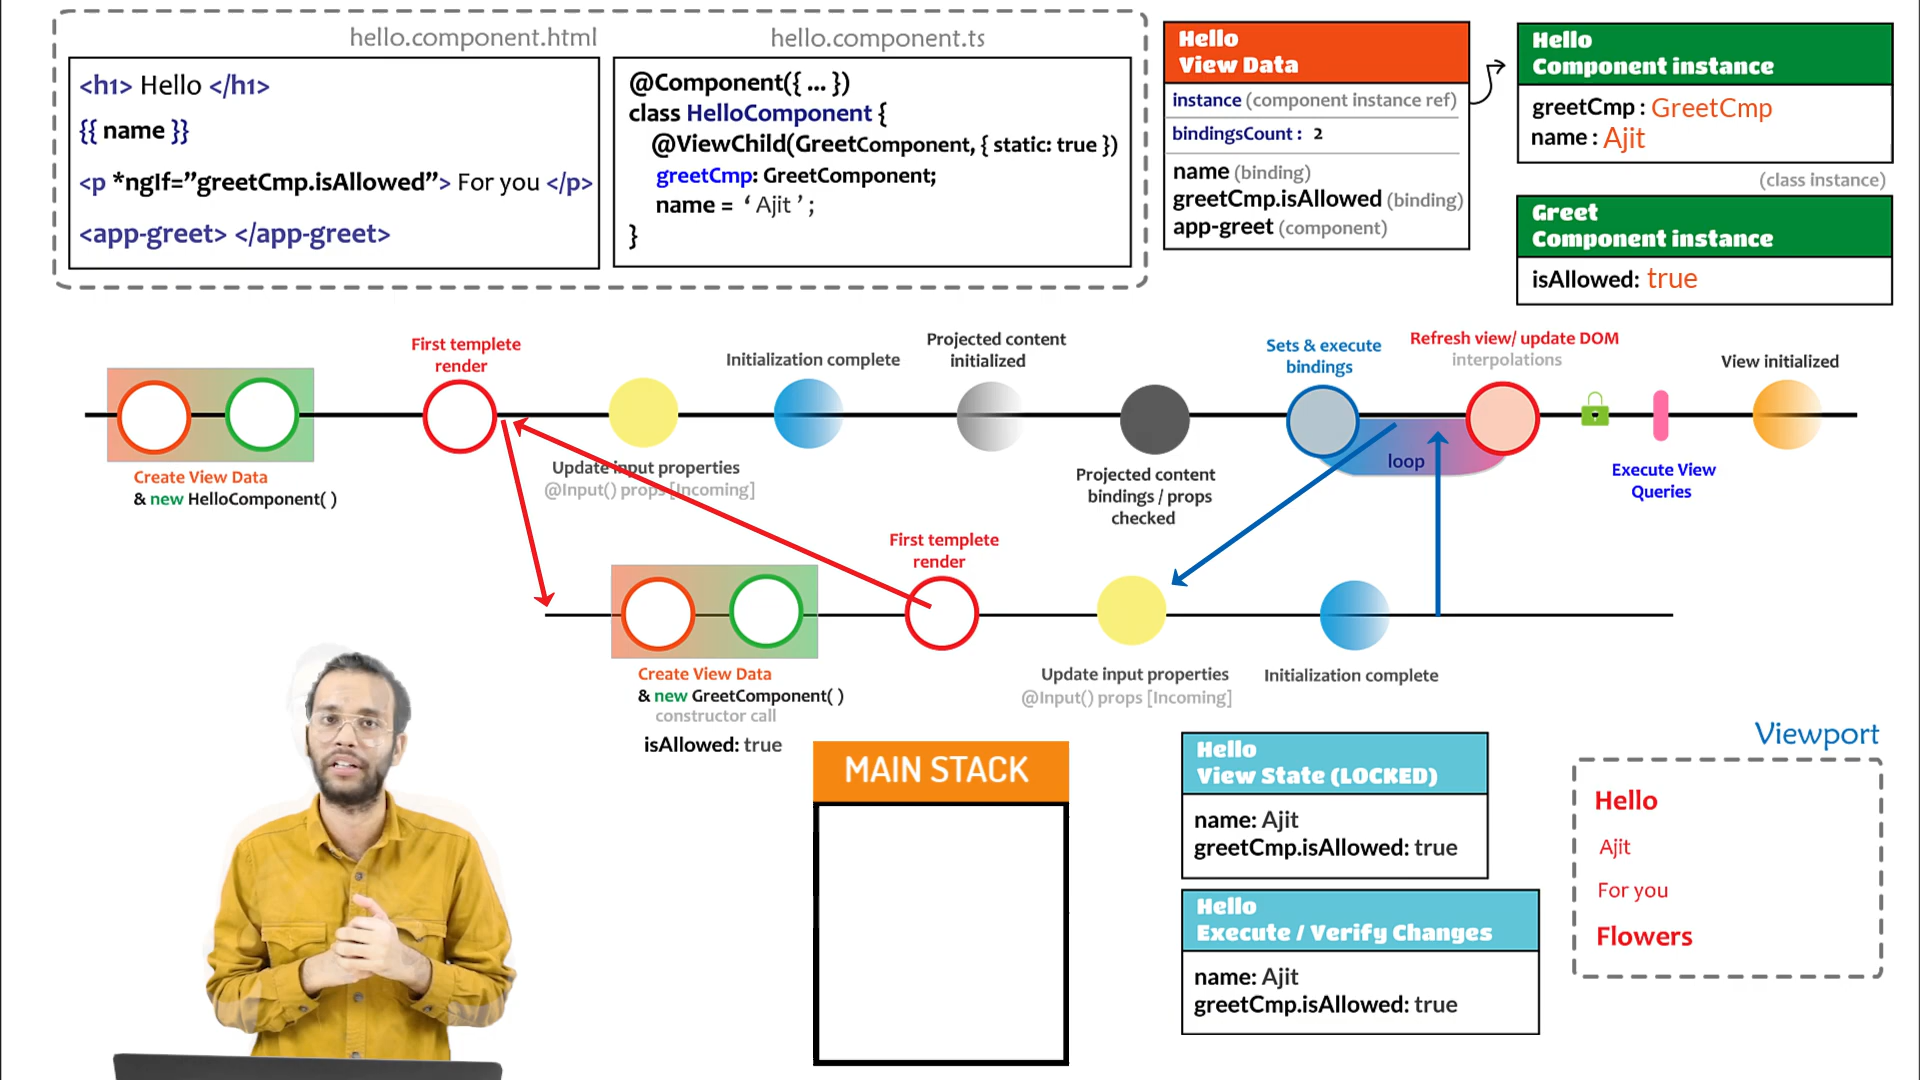 hello.component.html
<h1> Hello </h1>
{{ name }}
<p *ngIf=”greetCmp.isAllowed”> For you </p>
<app-greet> </app-greet>
hello.component.ts
@Component({ ... })
class HelloComponent {
@ViewChild(GreetComponent, { static: true })
greetCmp: GreetComponent;
name = ‘ Ajit ’ ;
}
Hello
View Data
instance (component instance ref)
bindingsCount : 2
name (binding)
greetCmp.isAllowed (binding)
app-greet (component)
Hello
Component instance
greetCmp : GreetCmp
name : Ajit
(class instance)
Greet
Component instance
isAllowed: true
First templete
render
Initialization complete
Projected content
initialized
Sets & execute
bindings
Refresh view/ update DOM
interpolations
View initialized
loop
Create View Data
& new HelloComponent( )
Update input properties
@Input() props [Incoming]
Projected content
bindings / props
checked
Execute View
Queries
First templete
render
Create View Data
& new GreetComponent( )
constructor call
isAllowed: true
Update input properties
@Input() props [Incoming]
Initialization complete
MAIN STACK
Hello
View State (LOCKED)
name: Ajit
greetCmp.isAllowed: true
Hello
Execute / Verify Changes
name: Ajit
greetCmp.isAllowed: true
Viewport
Hello
Ajit
For you
Flowers